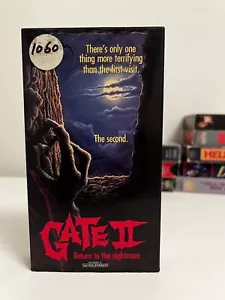 1060
There's only one
thing more terrifying
than the first visit.
The second.
GATE II
Return to the nightmare
HELL